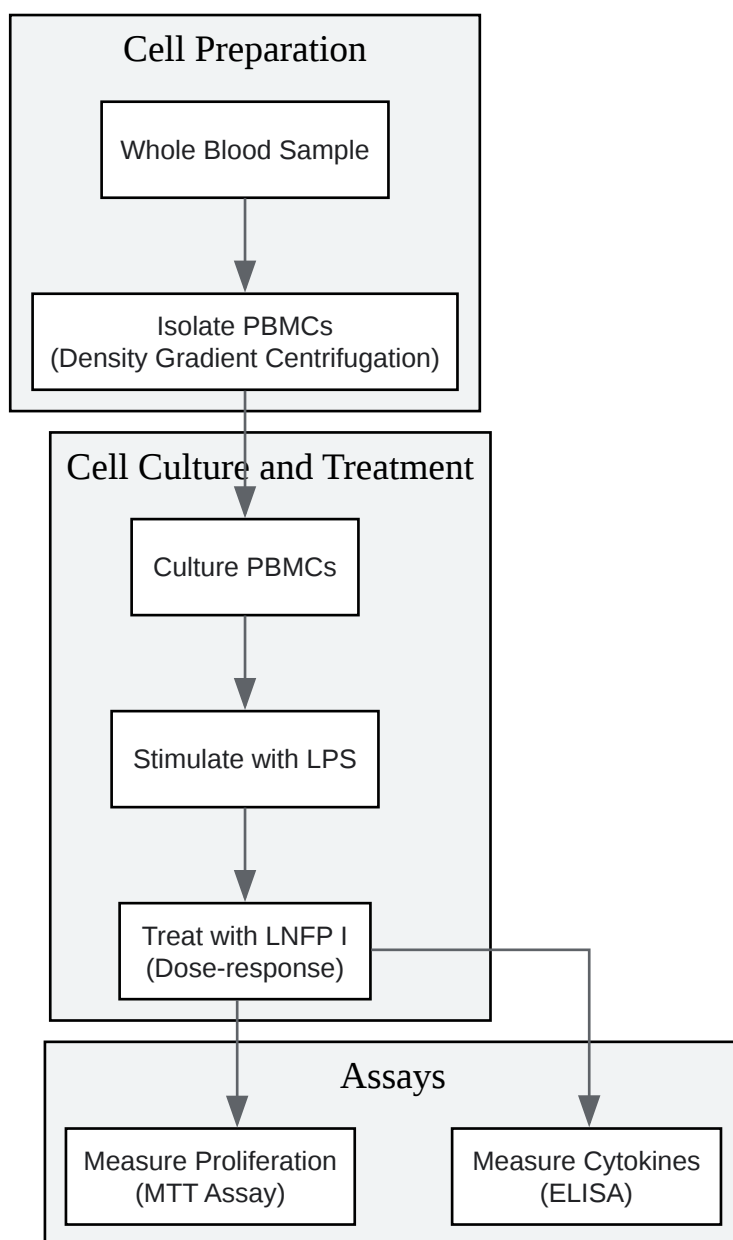 Cell Preparation
Whole Blood Sample
Isolate PBMCs
(Density Gradient Centrifugation)
Cell Culture and Treatment
Culture PBMCs
Stimulate with LPS
Treat with LNFP I
(Dose-response)
Assays
Measure Proliferation
(MTT Assay)
Measure Cytokines
(ELISA)